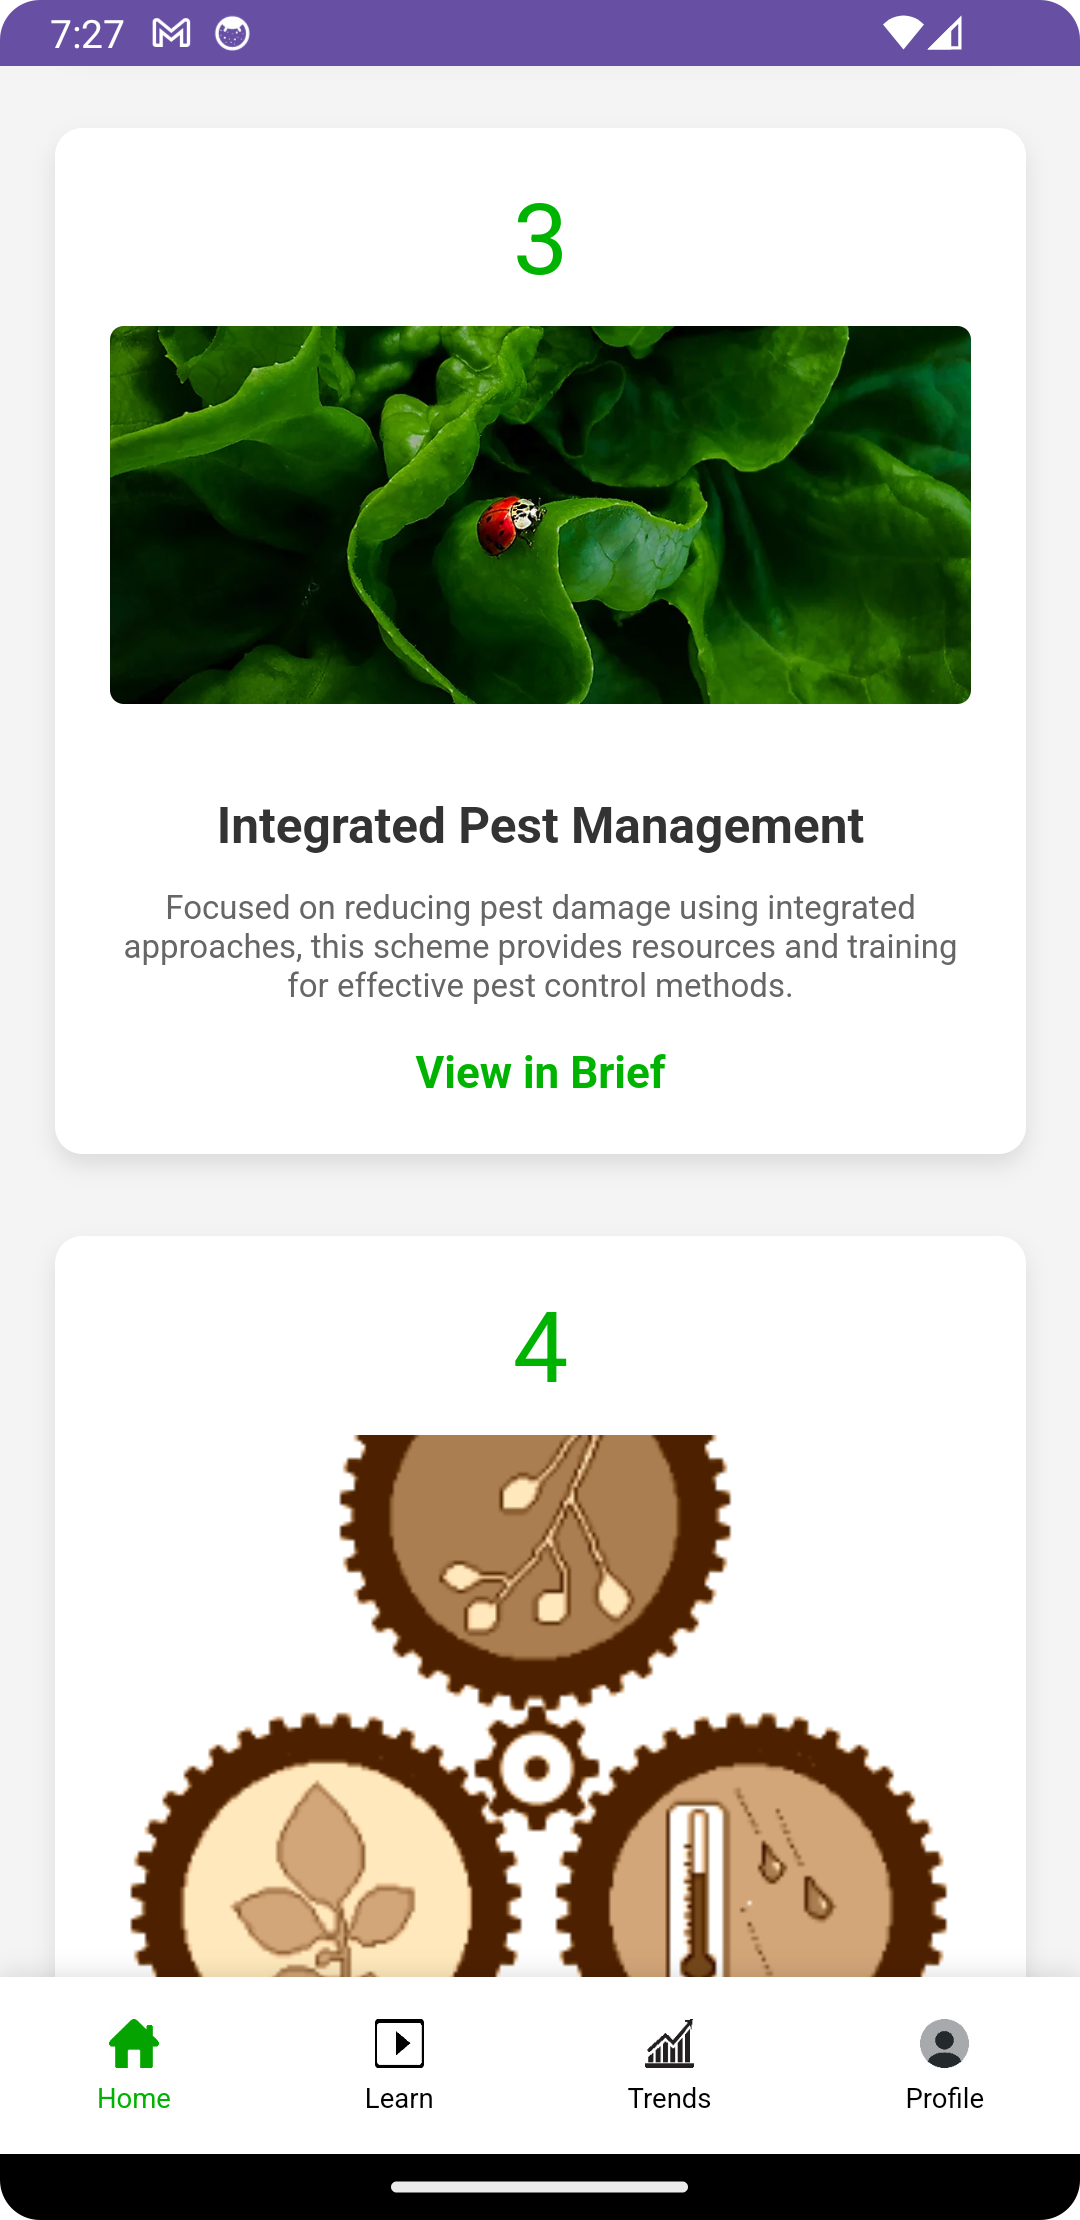 7:27
3
Integrated Pest Management
Focused on reducing pest damage using integrated
approaches, this scheme provides resources and training
for effective pest control methods.
View in Brief
4
Home
Learn
Trends
Profile